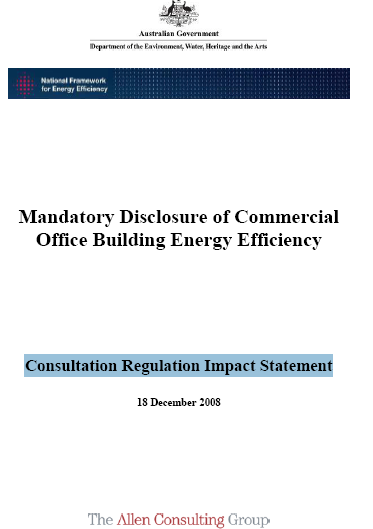 Australian Government
Department of the Environment, Water, Heritage and the Arts
National Framework
for Energy Efficiency
Mandatory Disclosure of Commercial
Office Building Energy Efficiency
Consultation Regulation Impact Statement
18 December 2008
The Allen Consulting Group